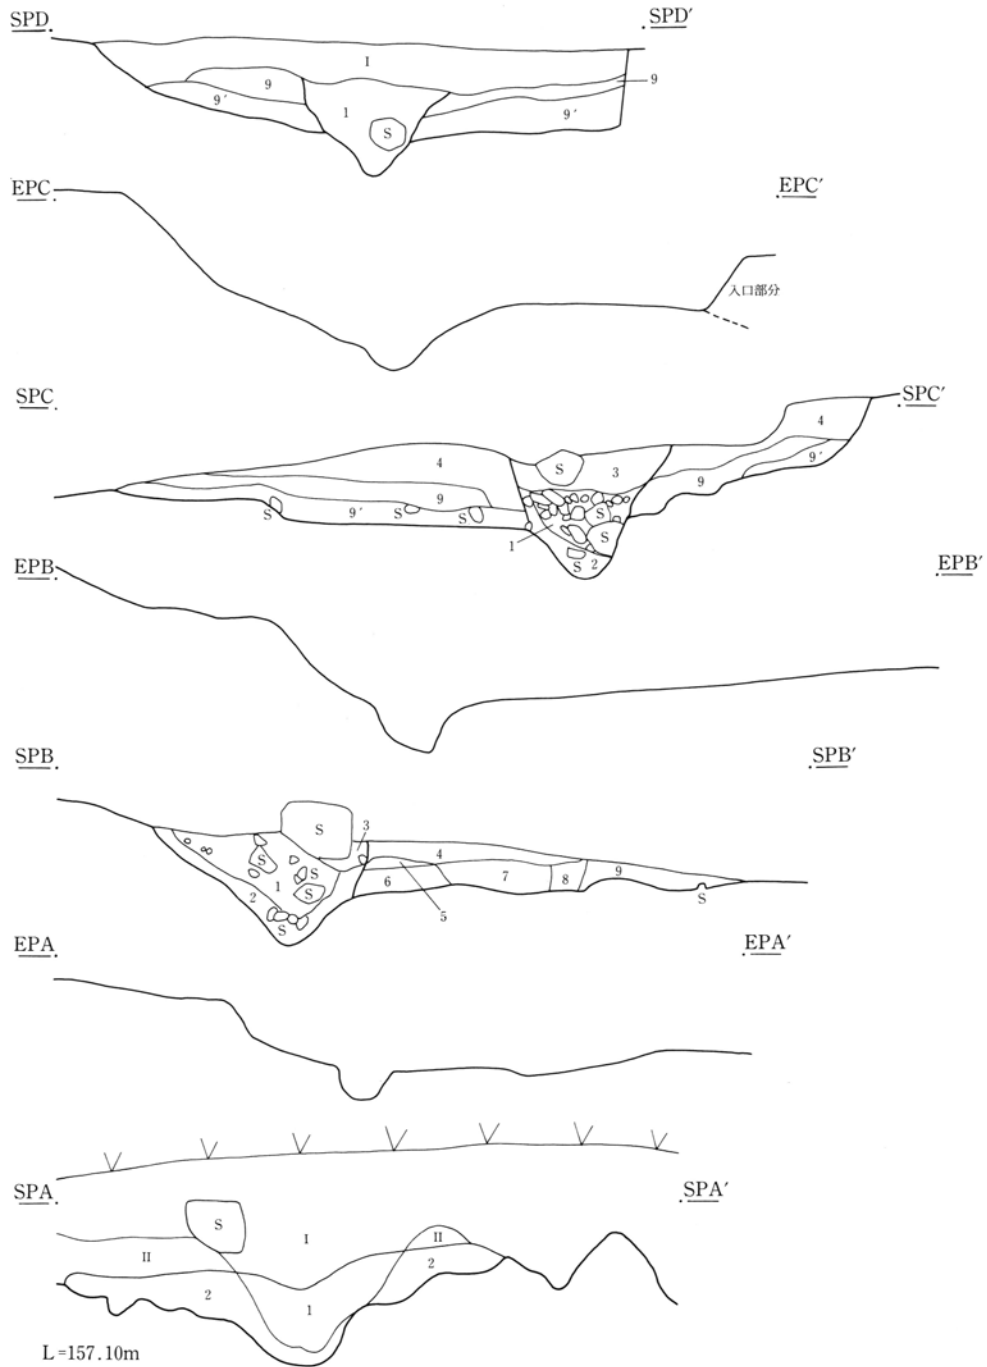 SPD SPD′
I
9 9
9′ 1 9′
S
EPC EPC′
入口部分
SPC SPC′
4 4
S 3 9′
9 9
S 9′ S S S
1 S
S 2
EPB EPB′
SPB SPB′
S 3
4
S S 9
1 6 7 8
2 S
S 5 S
EPA EPA′
SPA SPA′
S
I II
II 2
2 1
L=157.10m